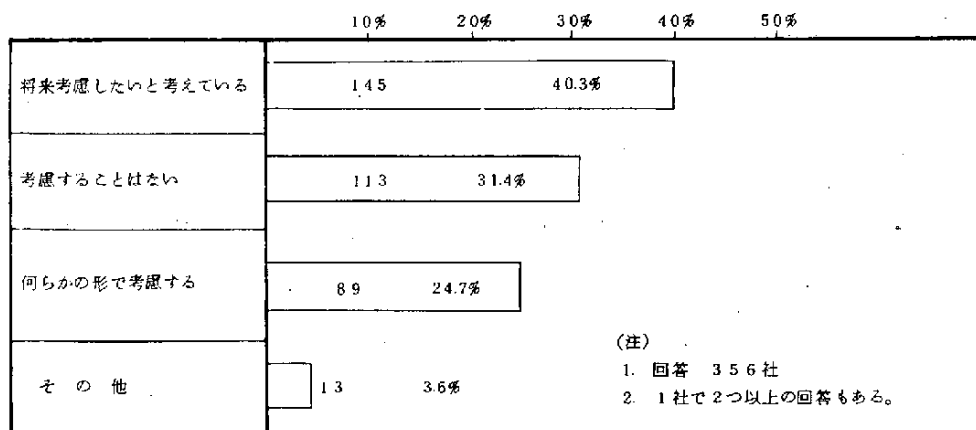 10% 20% 30% 40% 50%
将来考慮したいと考えている 145 40.3%
考慮することはない 113 31.4%
何らかの形で考慮する 89 24.7%
その他 13 3.6%
(注)
1. 回答 356社
2. 1社で2つ以上の回答もある。